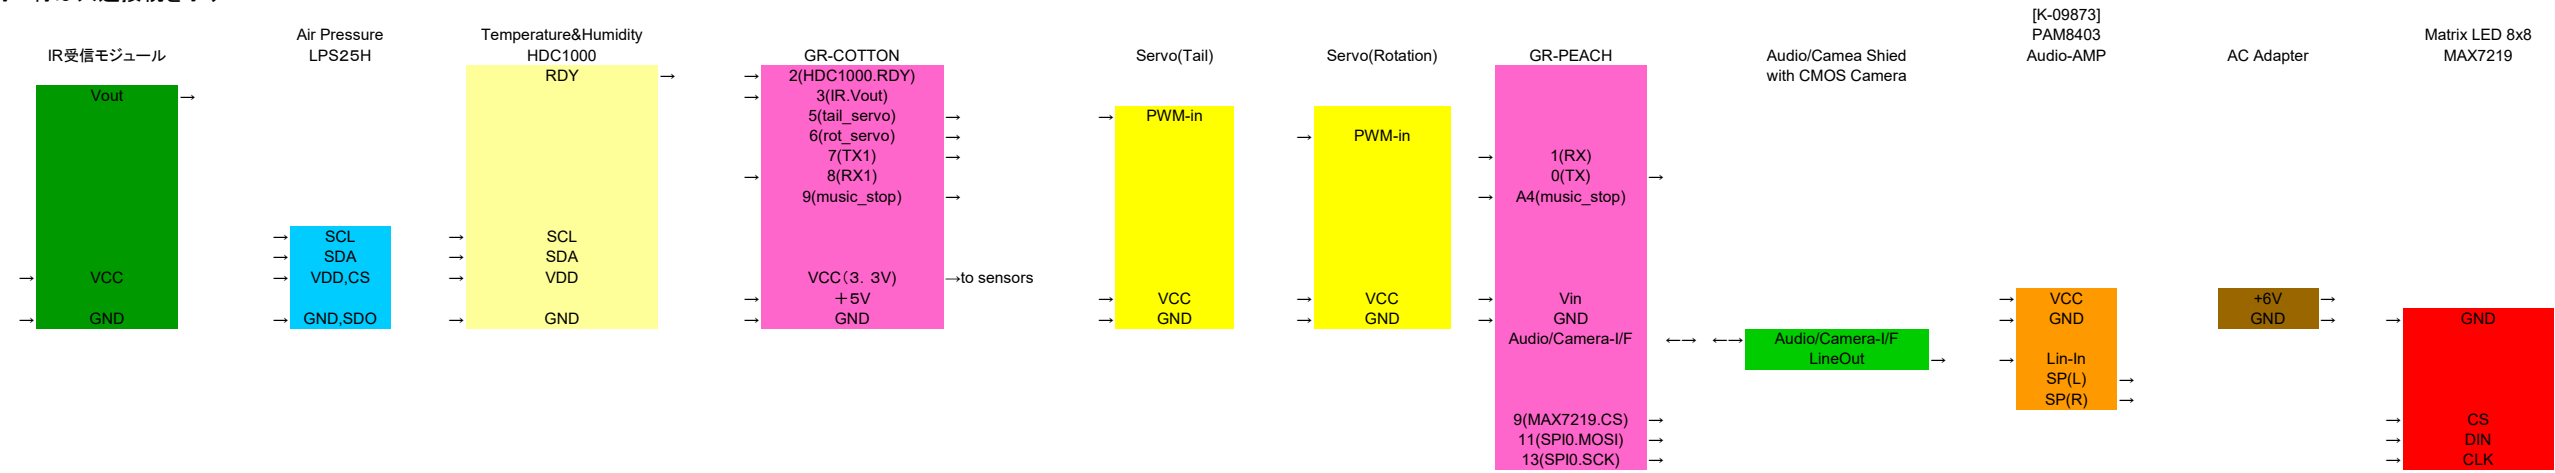 IR受信モジュール
Vout →
→ VCC
→ GND
Air Pressure
LPS25H
→ SCL
→ SDA
→ VDD,CS
→ GND,SDO
Temperature&Humidity
HDC1000
RDY →
→ SCL
→ SDA
→ VDD
→ GND
GR-COTTON
→ 2(HDC1000.RDY)
→ 3(IR.Vout)
5(tail_servo) →
6(rot_servo) →
7(TX1) →
→ 8(RX1)
9(music_stop) →
VCC(3.3V) →to sensors
→ +5V
→ GND
Servo(Tail)
→ PWM-in
→ VCC
→ GND
Servo(Rotation)
→ PWM-in
→ VCC
→ GND
GR-PEACH
→ 1(RX)
0(TX) →
→ A4(music_stop)
→ Vin
→ GND
Audio/Camera-I/F ←→
9(MAX7219.CS) →
11(SPI0.MOSI) →
13(SPI0.SCK) →
Audio/Camea Shied
with CMOS Camera
←→ Audio/Camera-I/F
LineOut →
[K-09873]
PAM8403
Audio-AMP
→ VCC
→ GND
→ Lin-In
SP(L) →
SP(R) →
AC Adapter
+6V →
GND →
Matrix LED 8x8
MAX7219
→ GND
→ CS
→ DIN
→ CLK